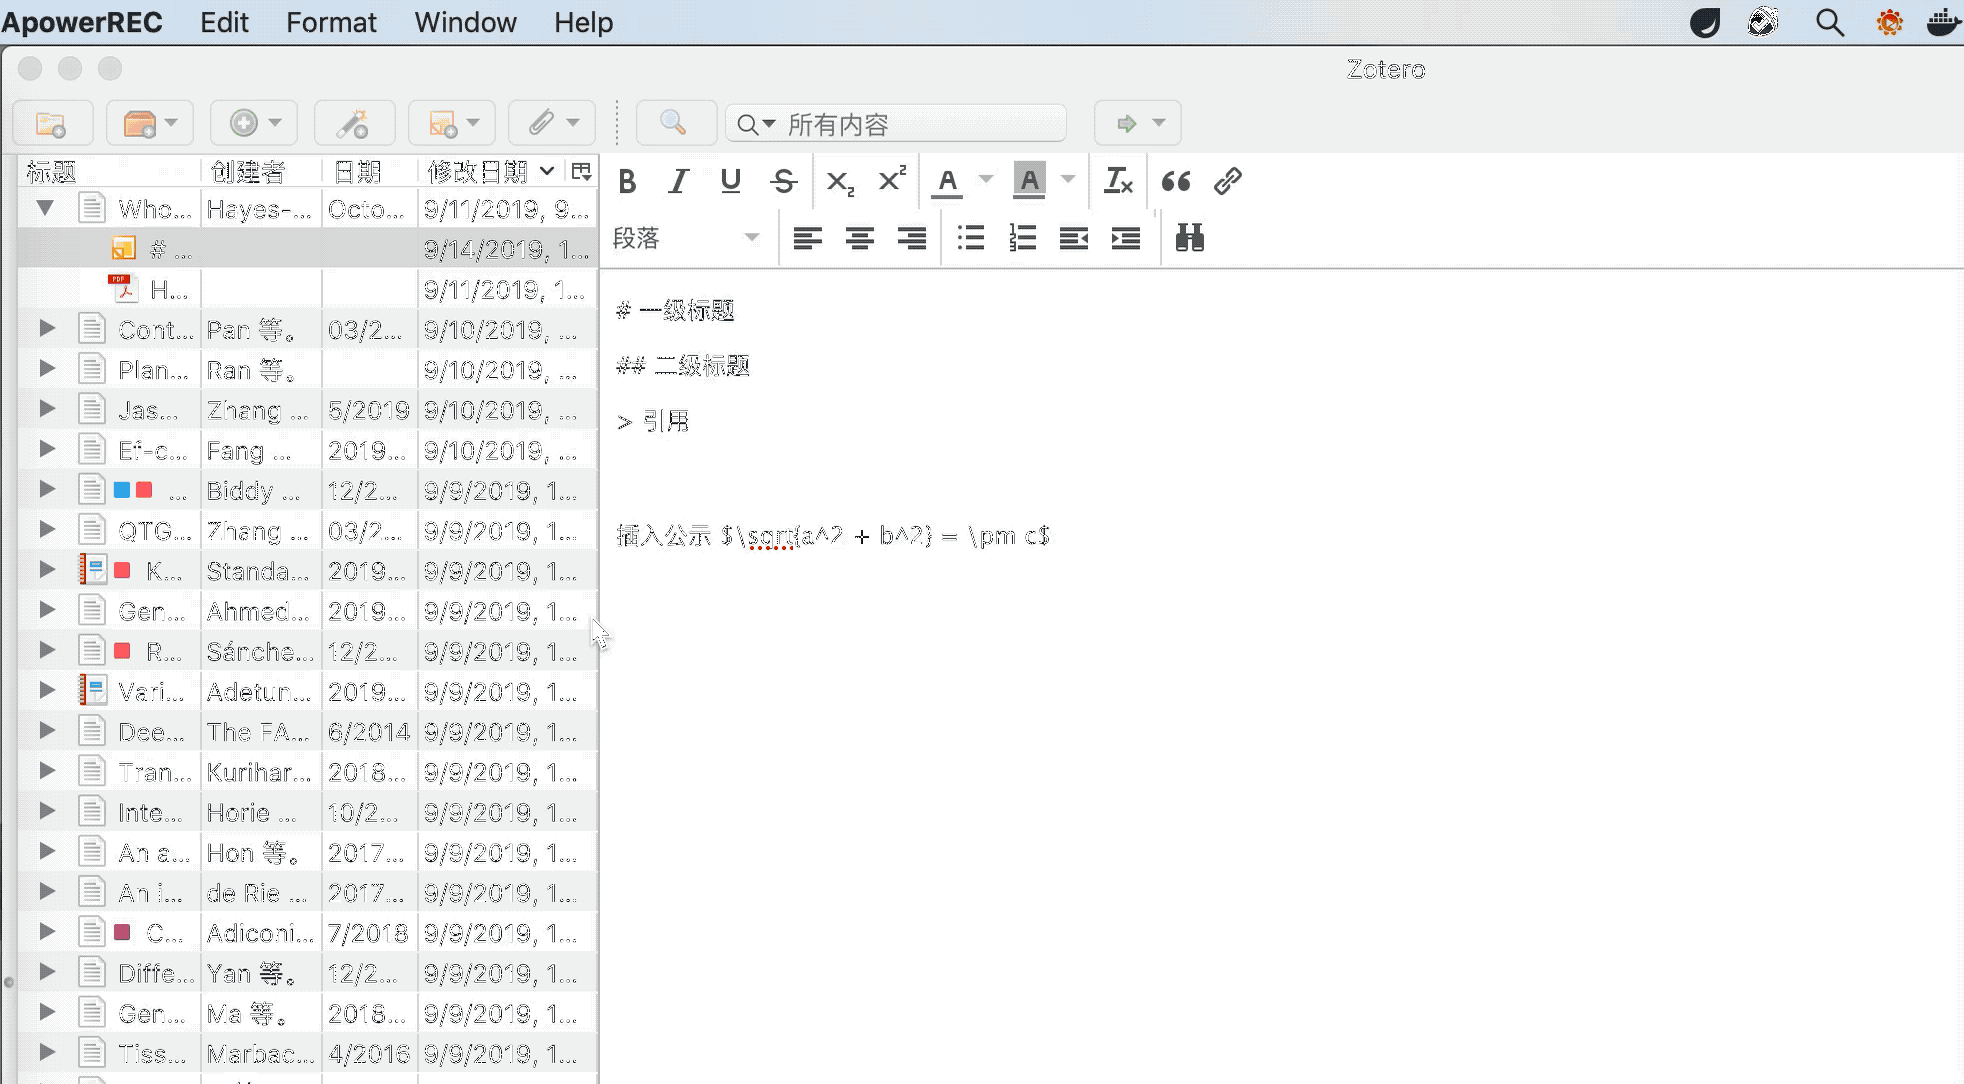 ApowerREC Edit Format Window Help
Zotero
所有内容
标题 创建者 日期 修改日期
Who... Hayes-... Octo... 9/11/2019, 9...
# ... 9/14/2019, 1...
H... 9/11/2019, 1...
Cont... Pan 等。 03/2... 9/10/2019, ...
Plan... Ran 等。 9/10/2019, ...
Jas... Zhang ... 5/2019 9/10/2019, ...
Ef-c... Fang ... 2019... 9/10/2019, ...
... Biddy ... 12/2... 9/9/2019, 1...
QTG... Zhang ... 03/2... 9/9/2019, 1...
K... Standa... 2019... 9/9/2019, 1...
Gen... Ahmed... 2019... 9/9/2019, 1...
R... Sánche... 12/2... 9/9/2019, 1...
Vari... Adetun... 2019... 9/9/2019, 1...
Dee... The FA... 6/2014 9/9/2019, 1...
Tran... Kurihar... 2018... 9/9/2019, 1...
Inte... Horie ... 10/2... 9/9/2019, 1...
An a... Hon 等。 2017... 9/9/2019, 1...
An i... de Rie ... 2017... 9/9/2019, 1...
C... Adiconi... 7/2018 9/9/2019, 1...
Diffe... Yan 等。 12/2... 9/9/2019, 1...
Gen... Ma 等。 2018... 9/9/2019, 1...
Tiss... Marbac... 4/2016 9/9/2019, 1...
段落
# 一级标题
## 二级标题
> 引用
插入公示 $\sqrt{a^2 + b^2} = \pm c$